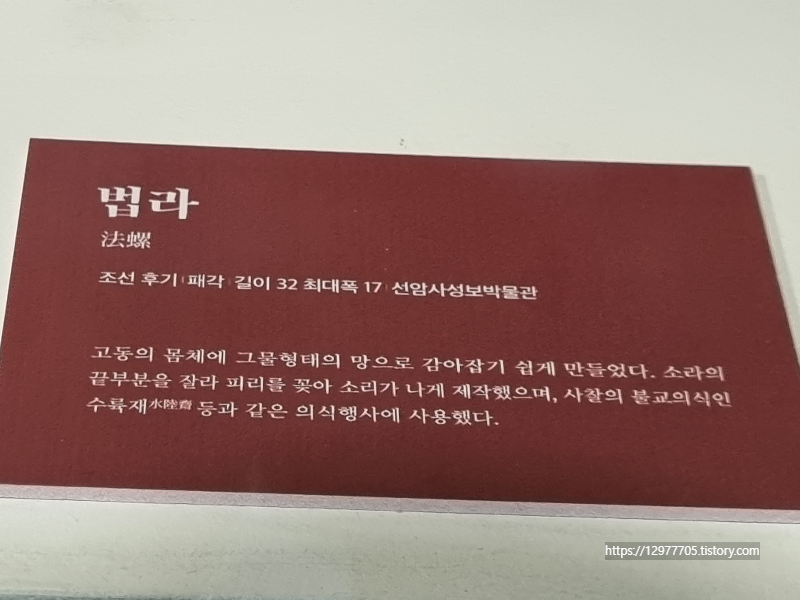 법라
法螺
조선 후기 | 패각 | 길이 32 최대폭 17 | 선암사성보박물관
고동의 몸체에 그물형태의 망으로 감아잡기 쉽게 만들었다. 소라의
끝부분을 잘라 피리를 꽂아 소리가 나게 제작했으며, 사찰의 불교의식인
수륙재水陸齋 등과 같은 의식행사에 사용했다.
https://12977705.tistory.com